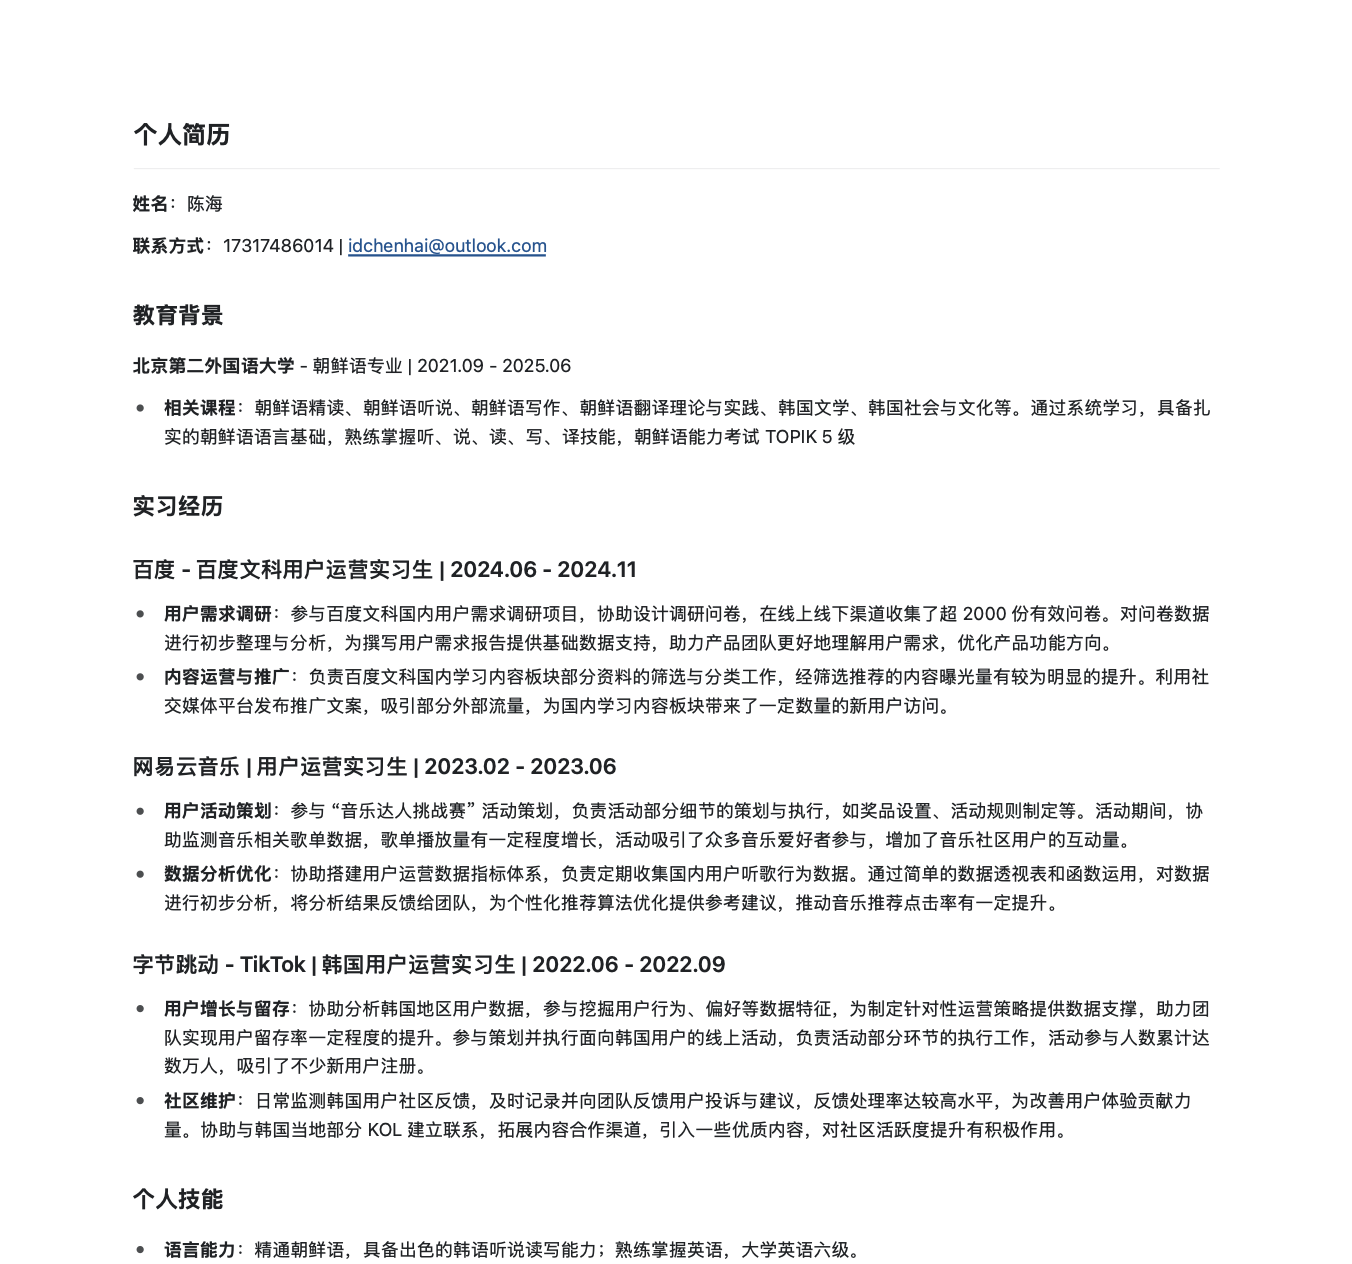 个人简历
姓名：陈海
联系方式：17317486014 | idchenhai@outlook.com
教育背景
北京第二外国语大学 - 朝鲜语专业 | 2021.09 - 2025.06
• 相关课程：朝鲜语精读、朝鲜语听说、朝鲜语写作、朝鲜语翻译理论与实践、韩国文学、韩国社会与文化等。通过系统学习，具备扎
实的朝鲜语语言基础，熟练掌握听、说、读、写、译技能，朝鲜语能力考试 TOPIK 5 级
实习经历
百度 - 百度文科用户运营实习生 | 2024.06 - 2024.11
• 用户需求调研：参与百度文科国内用户需求调研项目，协助设计调研问卷，在线上线下渠道收集了超 2000 份有效问卷。对问卷数据
进行初步整理与分析，为撰写用户需求报告提供基础数据支持，助力产品团队更好地理解用户需求，优化产品功能方向。
• 内容运营与推广：负责百度文科国内学习内容板块部分资料的筛选与分类工作，经筛选推荐的内容曝光量有较为明显的提升。利用社
交媒体平台发布推广文案，吸引部分外部流量，为国内学习内容板块带来了一定数量的新用户访问。
网易云音乐 | 用户运营实习生 | 2023.02 - 2023.06
• 用户活动策划：参与 “音乐达人挑战赛” 活动策划，负责活动部分细节的策划与执行，如奖品设置、活动规则制定等。活动期间，协
助监测音乐相关歌单数据，歌单播放量有一定程度增长，活动吸引了众多音乐爱好者参与，增加了音乐社区用户的互动量。
• 数据分析优化：协助搭建用户运营数据指标体系，负责定期收集国内用户听歌行为数据。通过简单的数据透视表和函数运用，对数据
进行初步分析，将分析结果反馈给团队，为个性化推荐算法优化提供参考建议，推动音乐推荐点击率有一定提升。
字节跳动 - TikTok | 韩国用户运营实习生 | 2022.06 - 2022.09
• 用户增长与留存：协助分析韩国地区用户数据，参与挖掘用户行为、偏好等数据特征，为制定针对性运营策略提供数据支撑，助力团
队实现用户留存率一定程度的提升。参与策划并执行面向韩国用户的线上活动，负责活动部分环节的执行工作，活动参与人数累计达
数万人，吸引了不少新用户注册。
• 社区维护：日常监测韩国用户社区反馈，及时记录并向团队反馈用户投诉与建议，反馈处理率达较高水平，为改善用户体验贡献力
量。协助与韩国当地部分 KOL 建立联系，拓展内容合作渠道，引入一些优质内容，对社区活跃度提升有积极作用。
个人技能
• 语言能力：精通朝鲜语，具备出色的韩语听说读写能力；熟练掌握英语，大学英语六级。